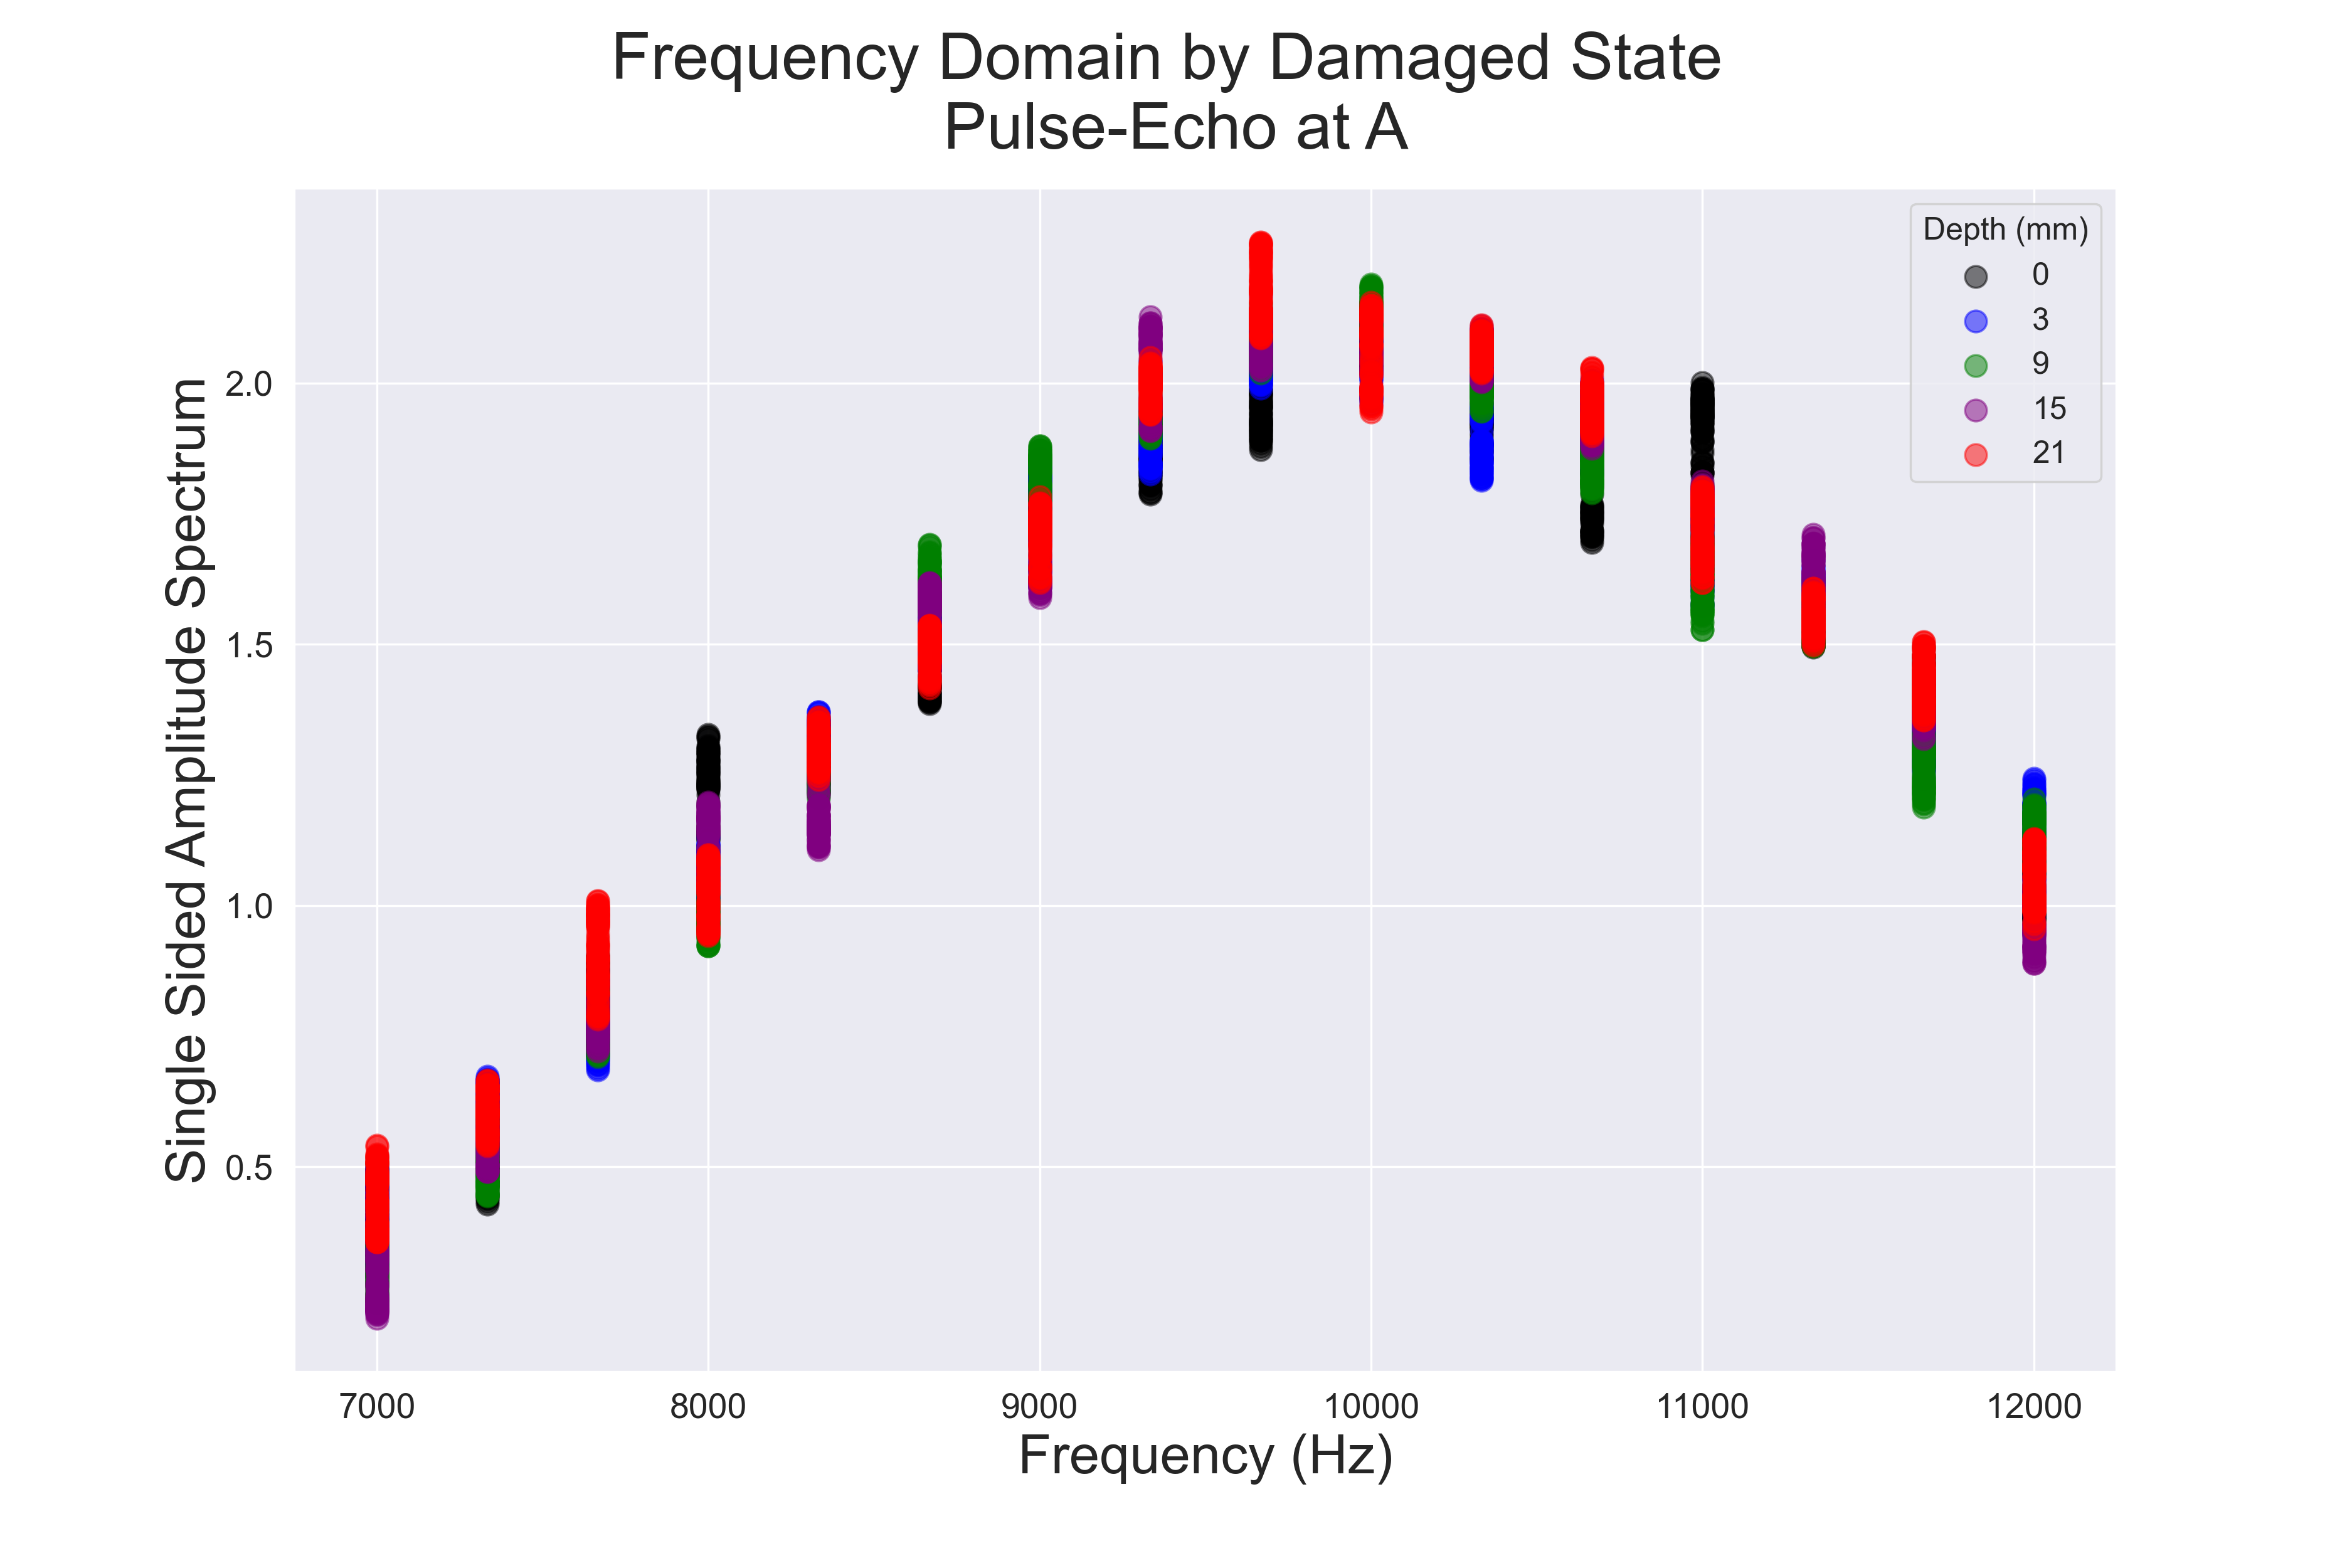 Frequency Domain by Damaged State
Pulse-Echo at A
Single Sided Amplitude Spectrum
2.0
1.5
1.0
0.5
Depth (mm)
0
3
9
15
21
7000 8000 9000 10000 11000 12000
Frequency (Hz)